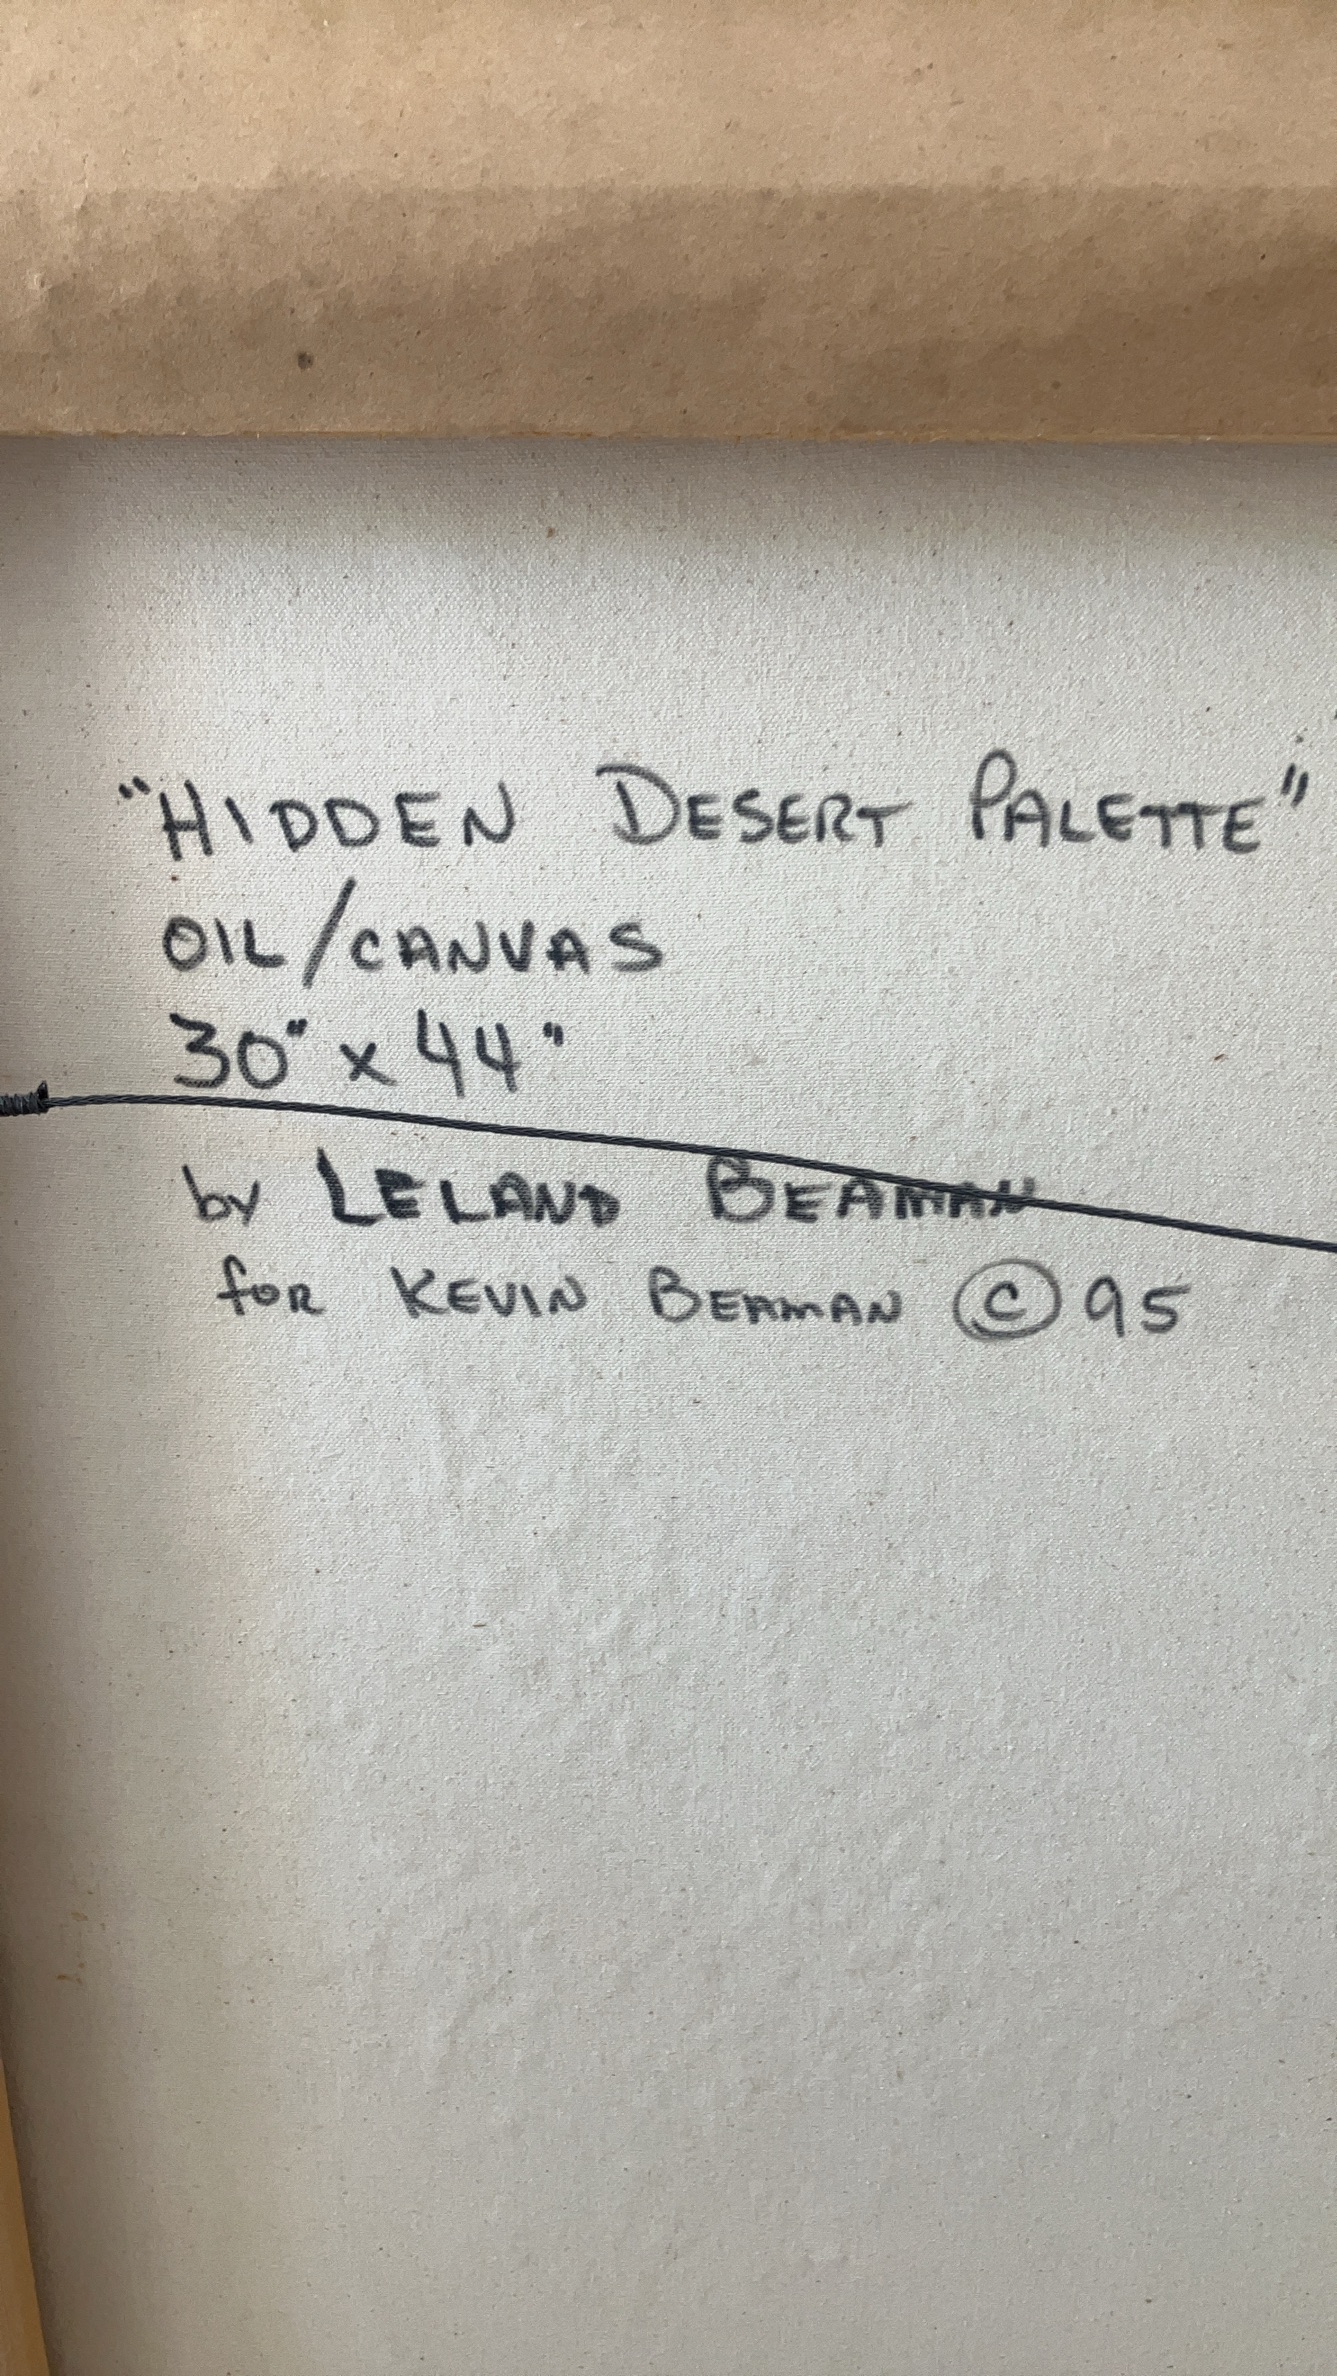 "HIDDEN DESERT PALETTE"
OIL/CANVAS
30" x 44"
by LELAND BEAMAN
for KEVIN BEAMAN © 95